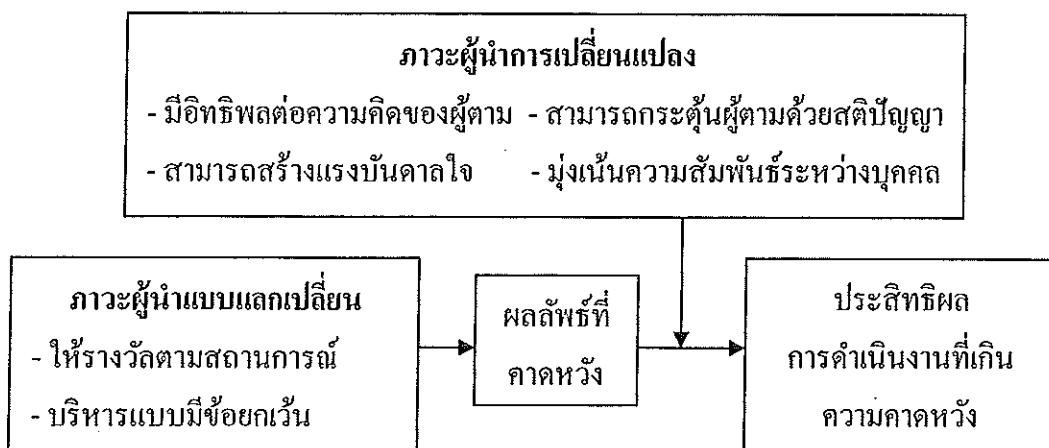 ภาวะผู้นำการเปลี่ยนแปลง
- มีอิทธิพลต่อความคิดของผู้ตาม - สามารถกระตุ้นผู้ตามด้วยสติปัญญา
- สามารถสร้างแรงบันดาลใจ - มุ่งเน้นความสัมพันธ์ระหว่างบุคคล
ภาวะผู้นำแบบแลกเปลี่ยน
- ให้รางวัลตามสถานการณ์
- บริหารแบบมีข้อยกเว้น
ผลลัพธ์ที่
คาดหวัง
ประสิทธิผล
การดำเนินงานที่เกิน
ความคาดหวัง